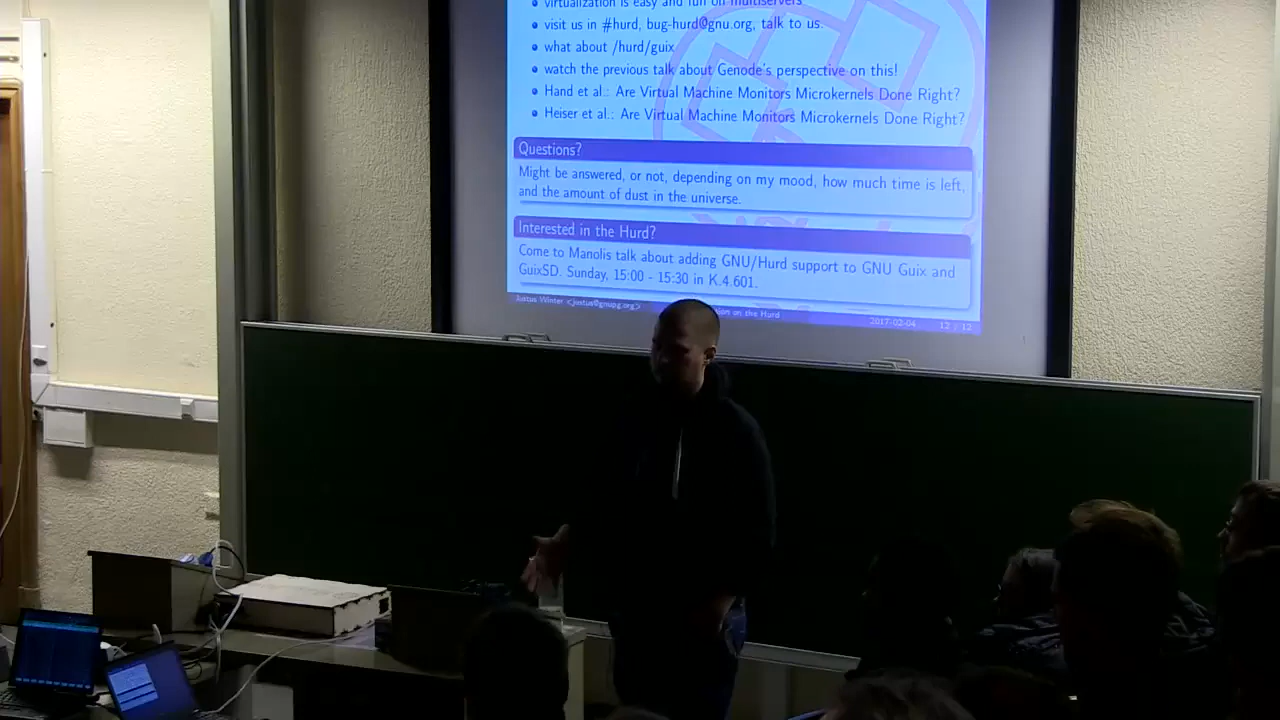 virtualization is easy and fun on multiservers
visit us in #hurd, bug-hurd@gnu.org, talk to us.
what about /hurd/guix
watch the previous talk about Genode's perspective on this!
Hand et al.: Are Virtual Machine Monitors Microkernels Done Right?
Heiser et al.: Are Virtual Machine Monitors Microkernels Done Right?
Questions?
Might be answered, or not, depending on my mood, how much time is left,
and the amount of dust in the universe.
Interested in the Hurd?
Come to Manolis talk about adding GNU/Hurd support to GNU Guix and
GuixSD. Sunday, 15:00 - 15:30 in K.4.601.
Justus Winter <justus@gnupg.org> on the Hurd 2017-02-04 12 / 12